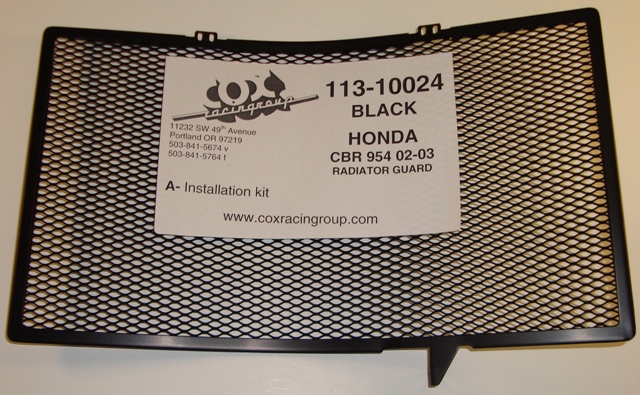 COX
racingroup
11232 SW 49th Avenue
Portland OR 97219
503-841-5674 v
503-841-5764 f
113-10024
BLACK
HONDA
CBR 954 02-03
RADIATOR GUARD
A- Installation kit
www.coxracingroup.com